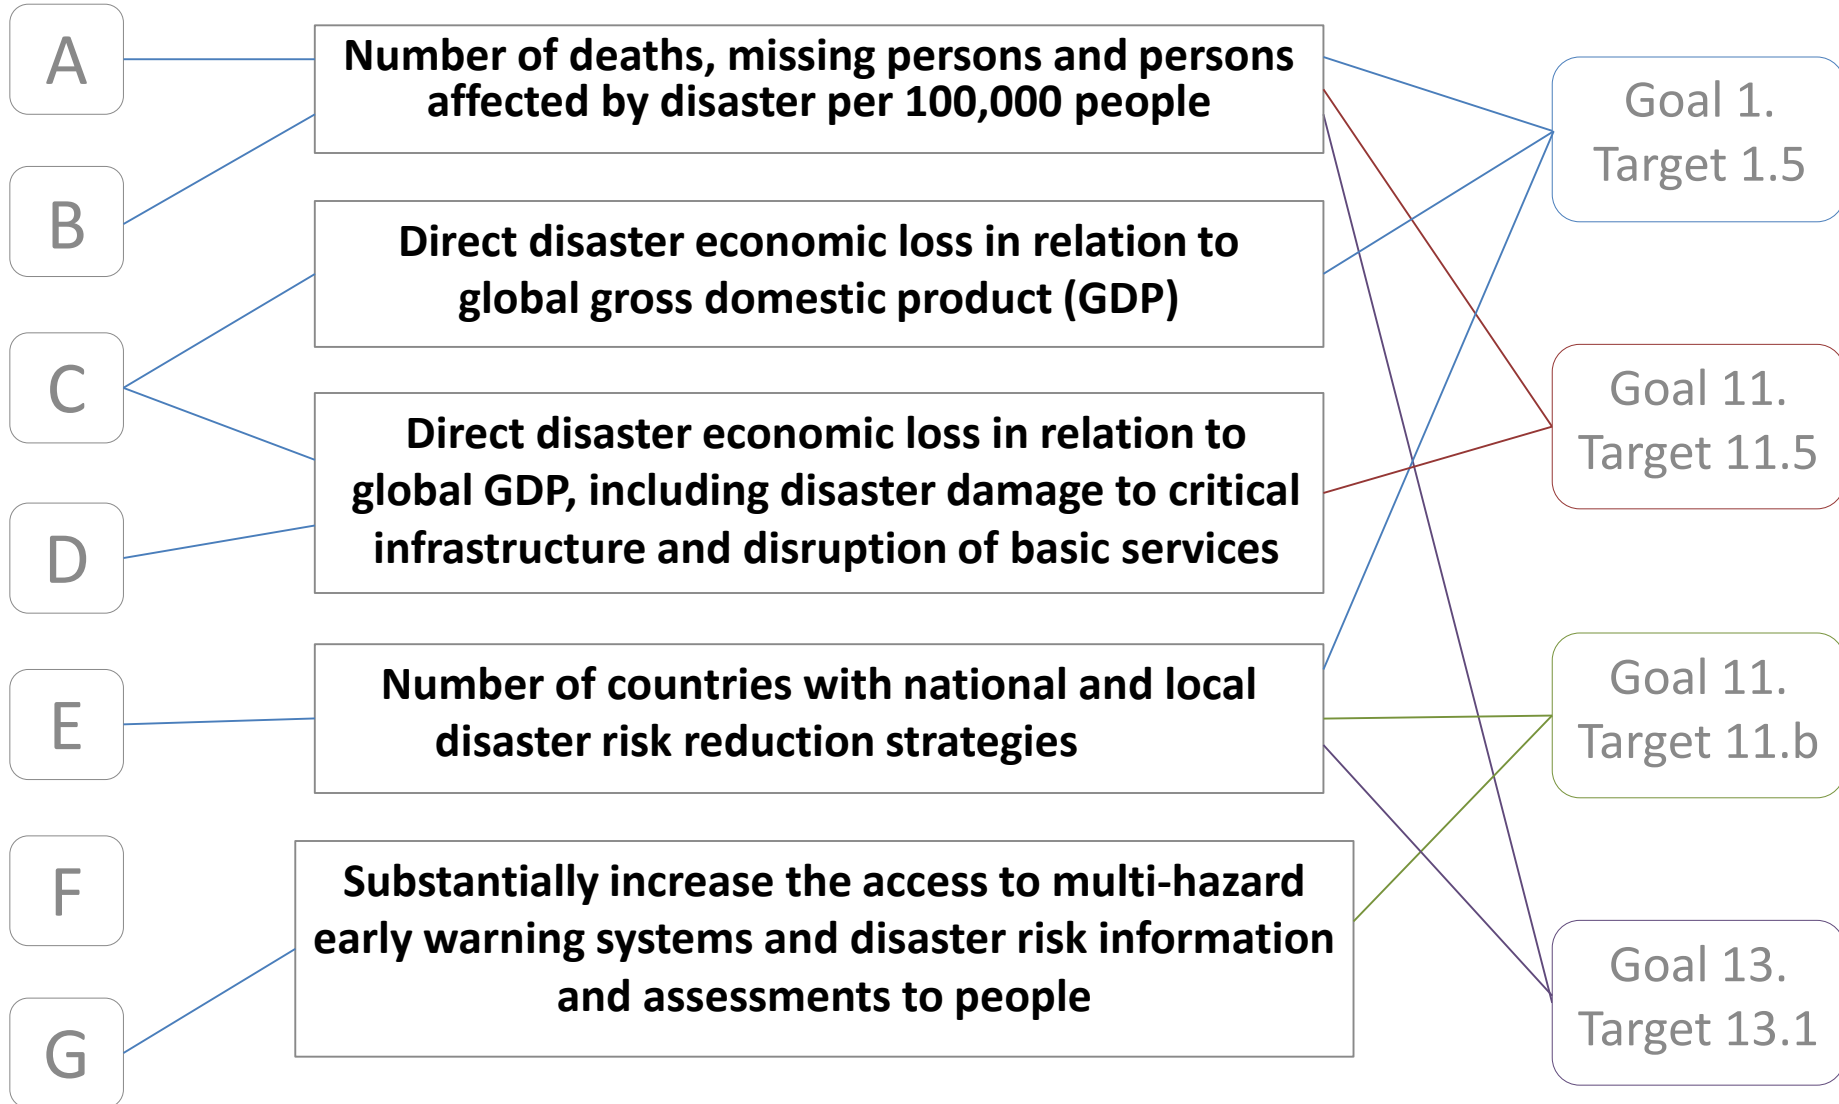 A
B
C
D
E
F
G
Number of deaths, missing persons and persons
affected by disaster per 100,000 people
Direct disaster economic loss in relation to
global gross domestic product (GDP)
Direct disaster economic loss in relation to
global GDP, including disaster damage to critical
infrastructure and disruption of basic services
Number of countries with national and local
disaster risk reduction strategies
Substantially increase the access to multi-hazard
early warning systems and disaster risk information
and assessments to people
Goal 1.
Target 1.5
Goal 11.
Target 11.5
Goal 11.
Target 11.b
Goal 13.
Target 13.1